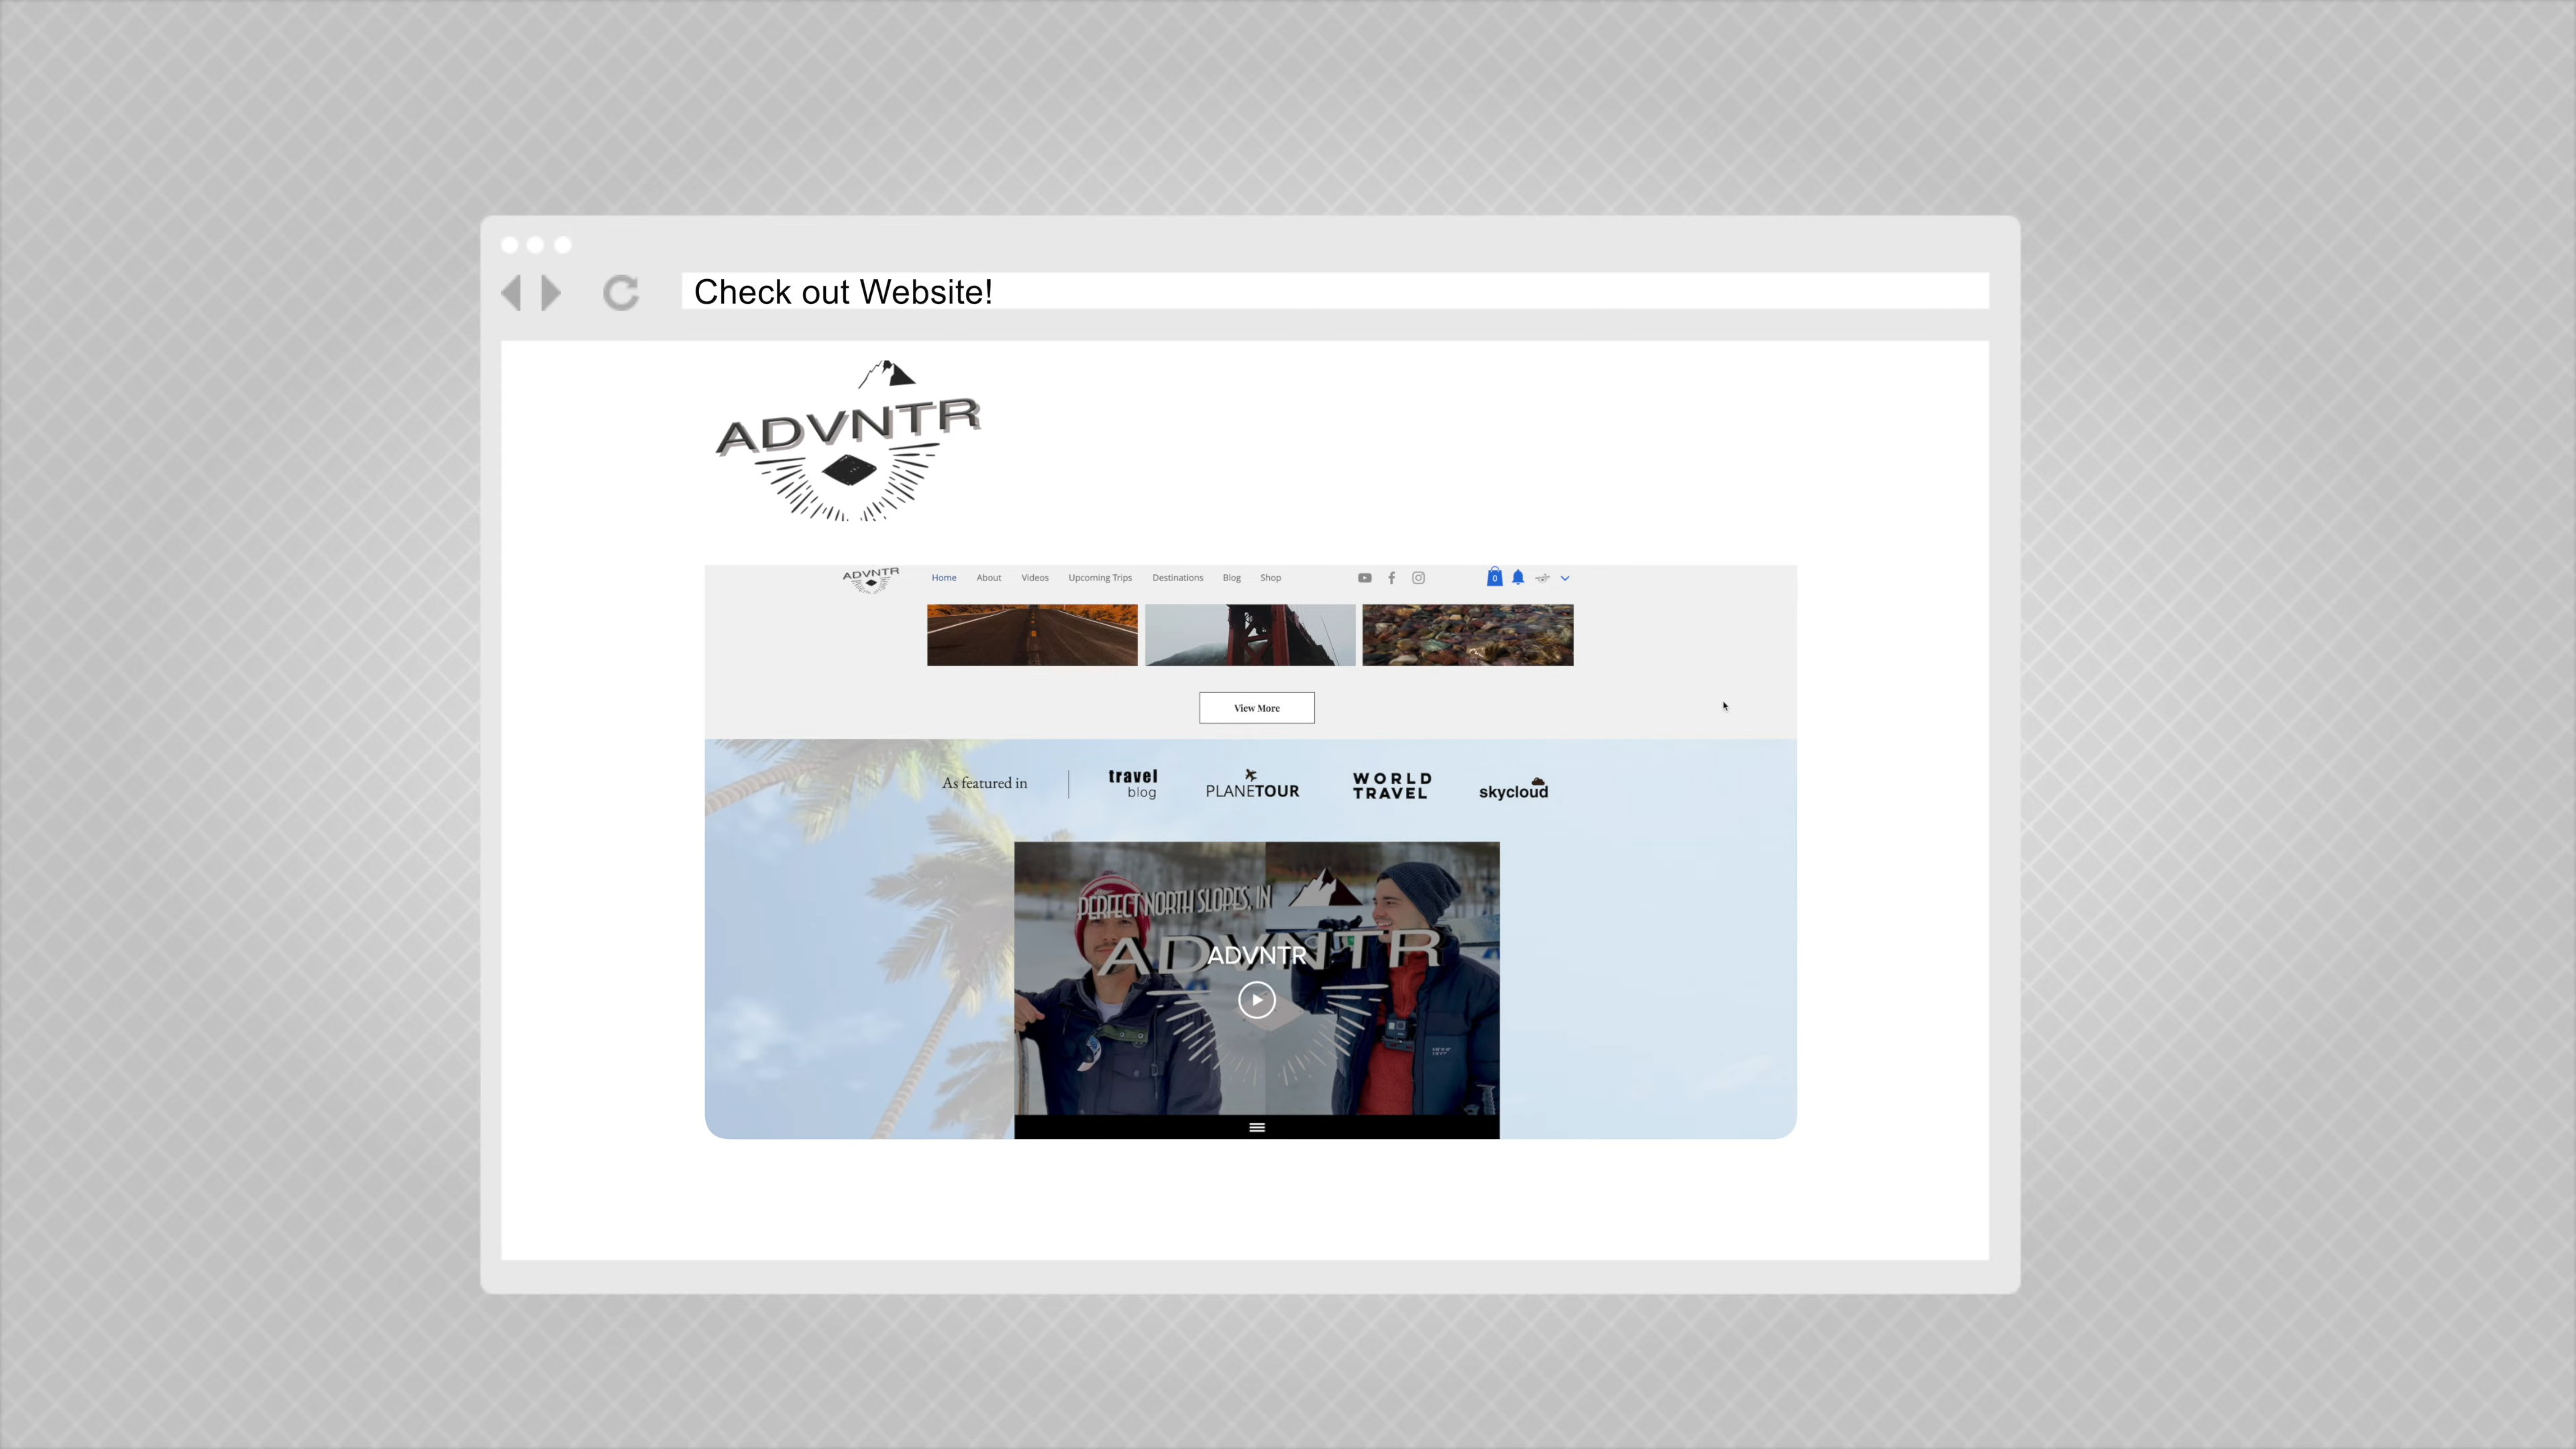 Check out Website!
ADVNTR
ADVNTR
Home About Videos Upcoming Trips Destinations Blog Shop
0
View More
As featured in
travel
blog
PLANETOUR
WORLD
TRAVEL
skycloud
PERFECT NORTH SLOPES, IN
ADVNTR
ADVNTR